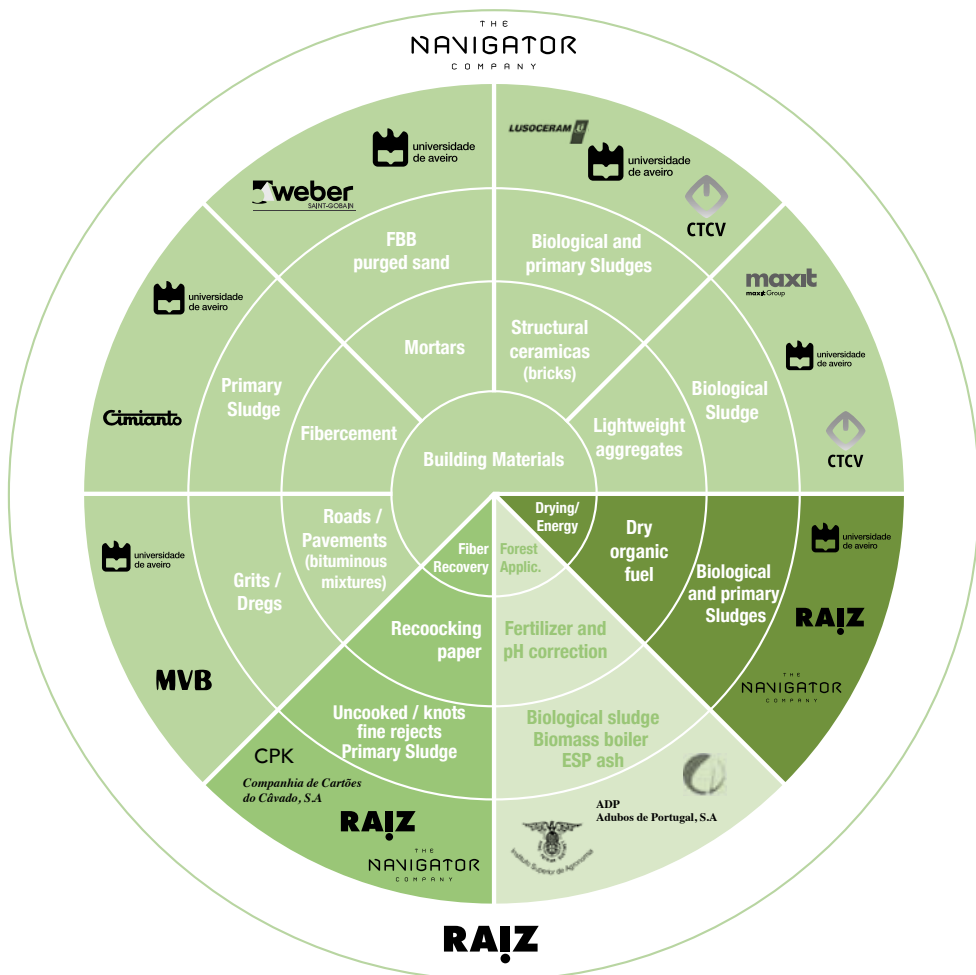 THE
NAVIGATOR
COMPANY
universidade
de aveiro
weber
SAINT-GOBAIN
FBB
purged sand
Mortars
LUSOCERAM
universidade
de aveiro
CTCV
Biological and
primary Sludges
Structural
ceramicas
(bricks)
maxit
maxit Group
universidade
de aveiro
CTCV
Biological
Sludge
Lightweight
aggregates
universidade
de aveiro
Cimianto
Primary
Sludge
Fibercement
Building Materials
universidade
de aveiro
MVB
Grits /
Dregs
Roads /
Pavements
(bituminous
mixtures)
Fiber
Recovery
Recoocking
paper
Uncooked / knots
fine rejects
Primary Sludge
CPK
Companhia de Cartões
do Câvado, S.A
RAIZ
THE
NAVIGATOR
COMPANY
Forest
Applic.
Fertilizer and
pH correction
Biological sludge
Biomass boiler
ESP ash
ADP
Adubos de Portugal, S.A
Instituto Superior de Agronomia
Drying/
Energy
Dry
organic
fuel
Biological
and primary
Sludges
universidade
de aveiro
RAIZ
THE
NAVIGATOR
COMPANY
RAIZ